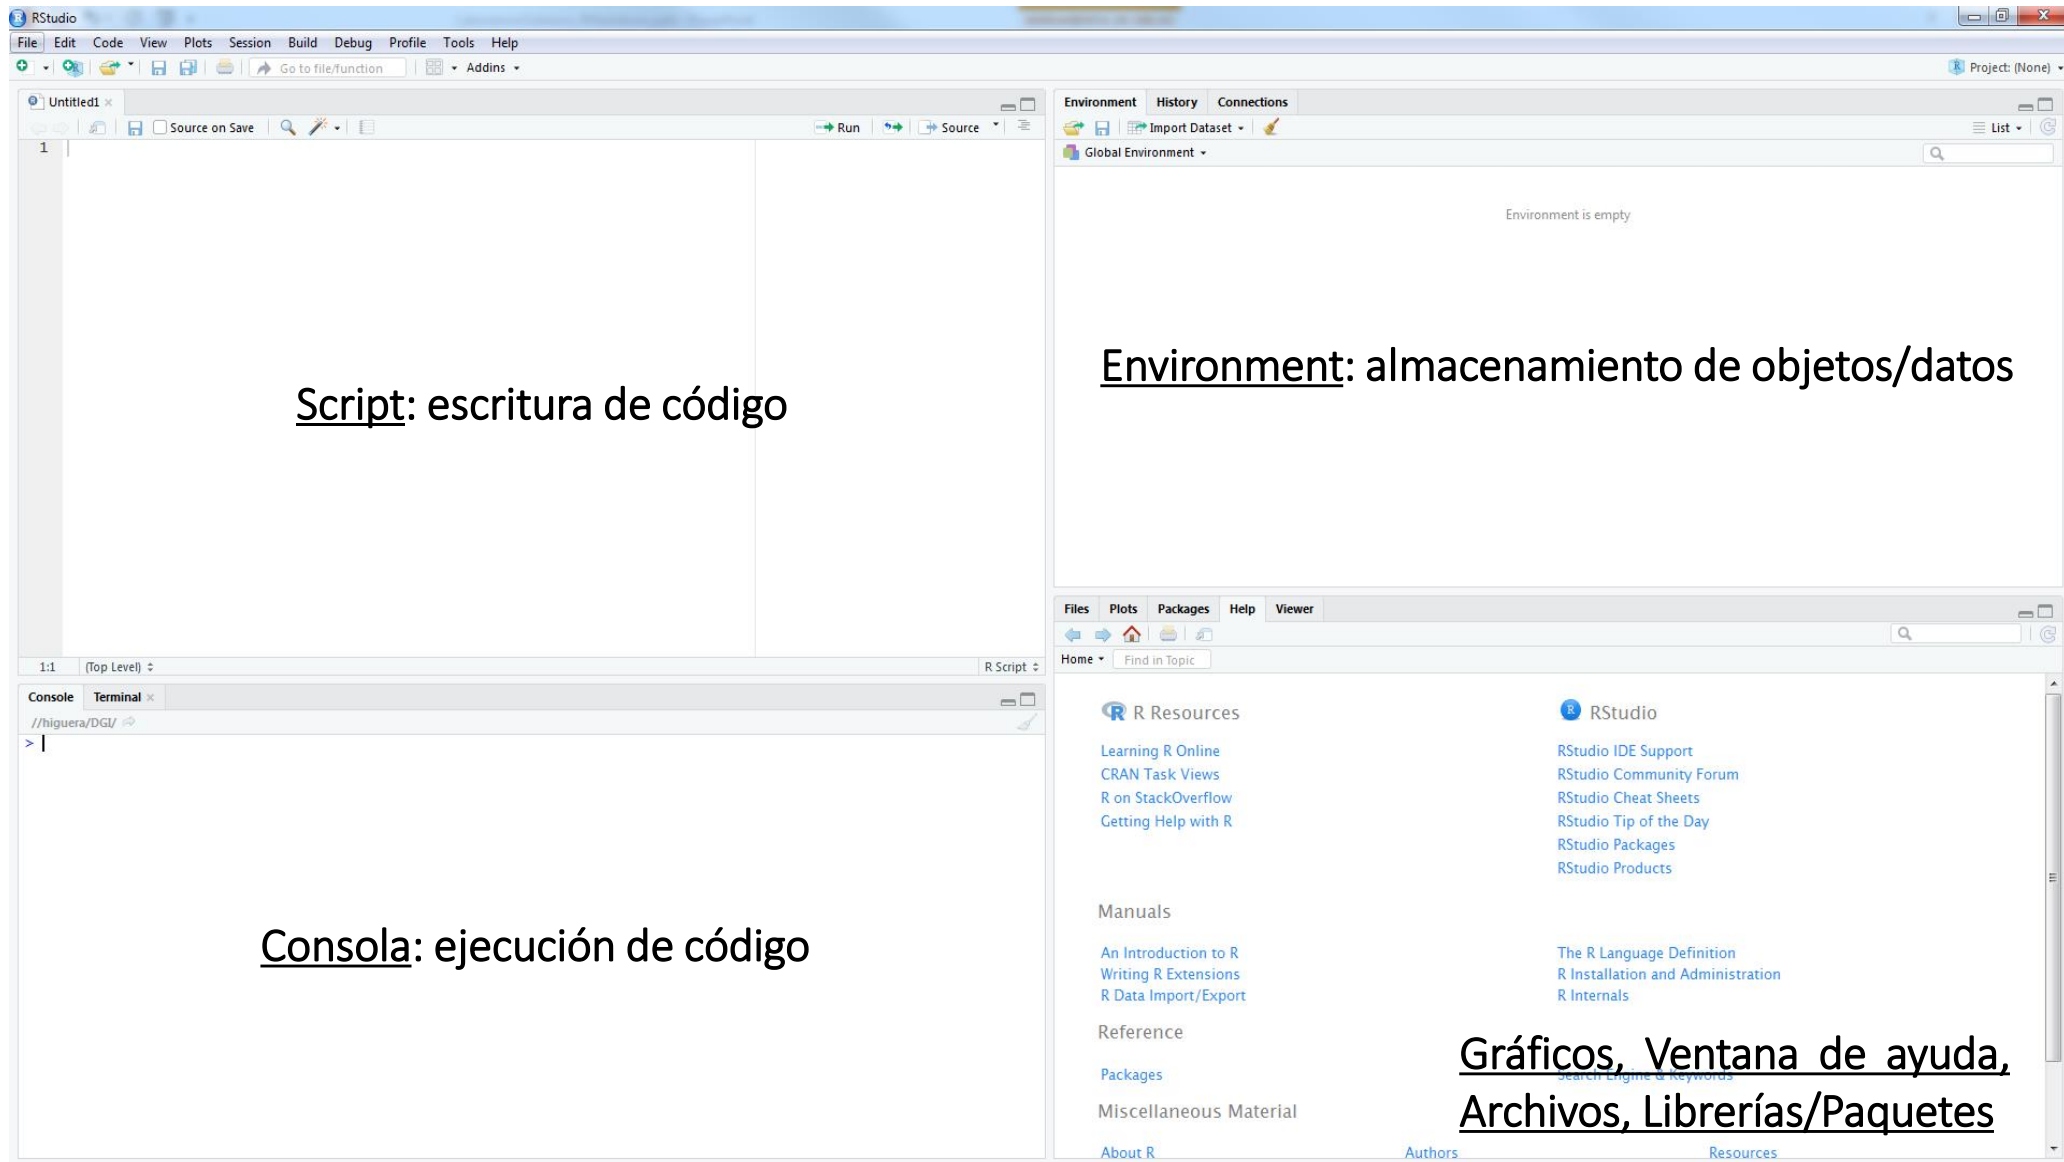 RStudio
File Edit Code View Plots Session Build Debug Profile Tools Help
Go to file/function Addins Project: (None)
Untitled1
Source on Save Run Source
1
Script: escritura de código
1:1 (Top Level) R Script
Console Terminal
//higuera/DGI/
>
Consola: ejecución de código
Environment History Connections
Import Dataset List
Global Environment
Environment is empty
Environment: almacenamiento de objetos/datos
Files Plots Packages Help Viewer
Home Find in Topic
R Resources
Learning R Online
CRAN Task Views
R on StackOverflow
Getting Help with R
RStudio
RStudio IDE Support
RStudio Community Forum
RStudio Cheat Sheets
RStudio Tip of the Day
RStudio Packages
RStudio Products
Manuals
An Introduction to R The R Language Definition
Writing R Extensions R Installation and Administration
R Data Import/Export R Internals
Reference
Packages Search Engine & Keywords
Miscellaneous Material
About R Authors Resources
Gráficos, Ventana de ayuda,
Archivos, Librerías/Paquetes